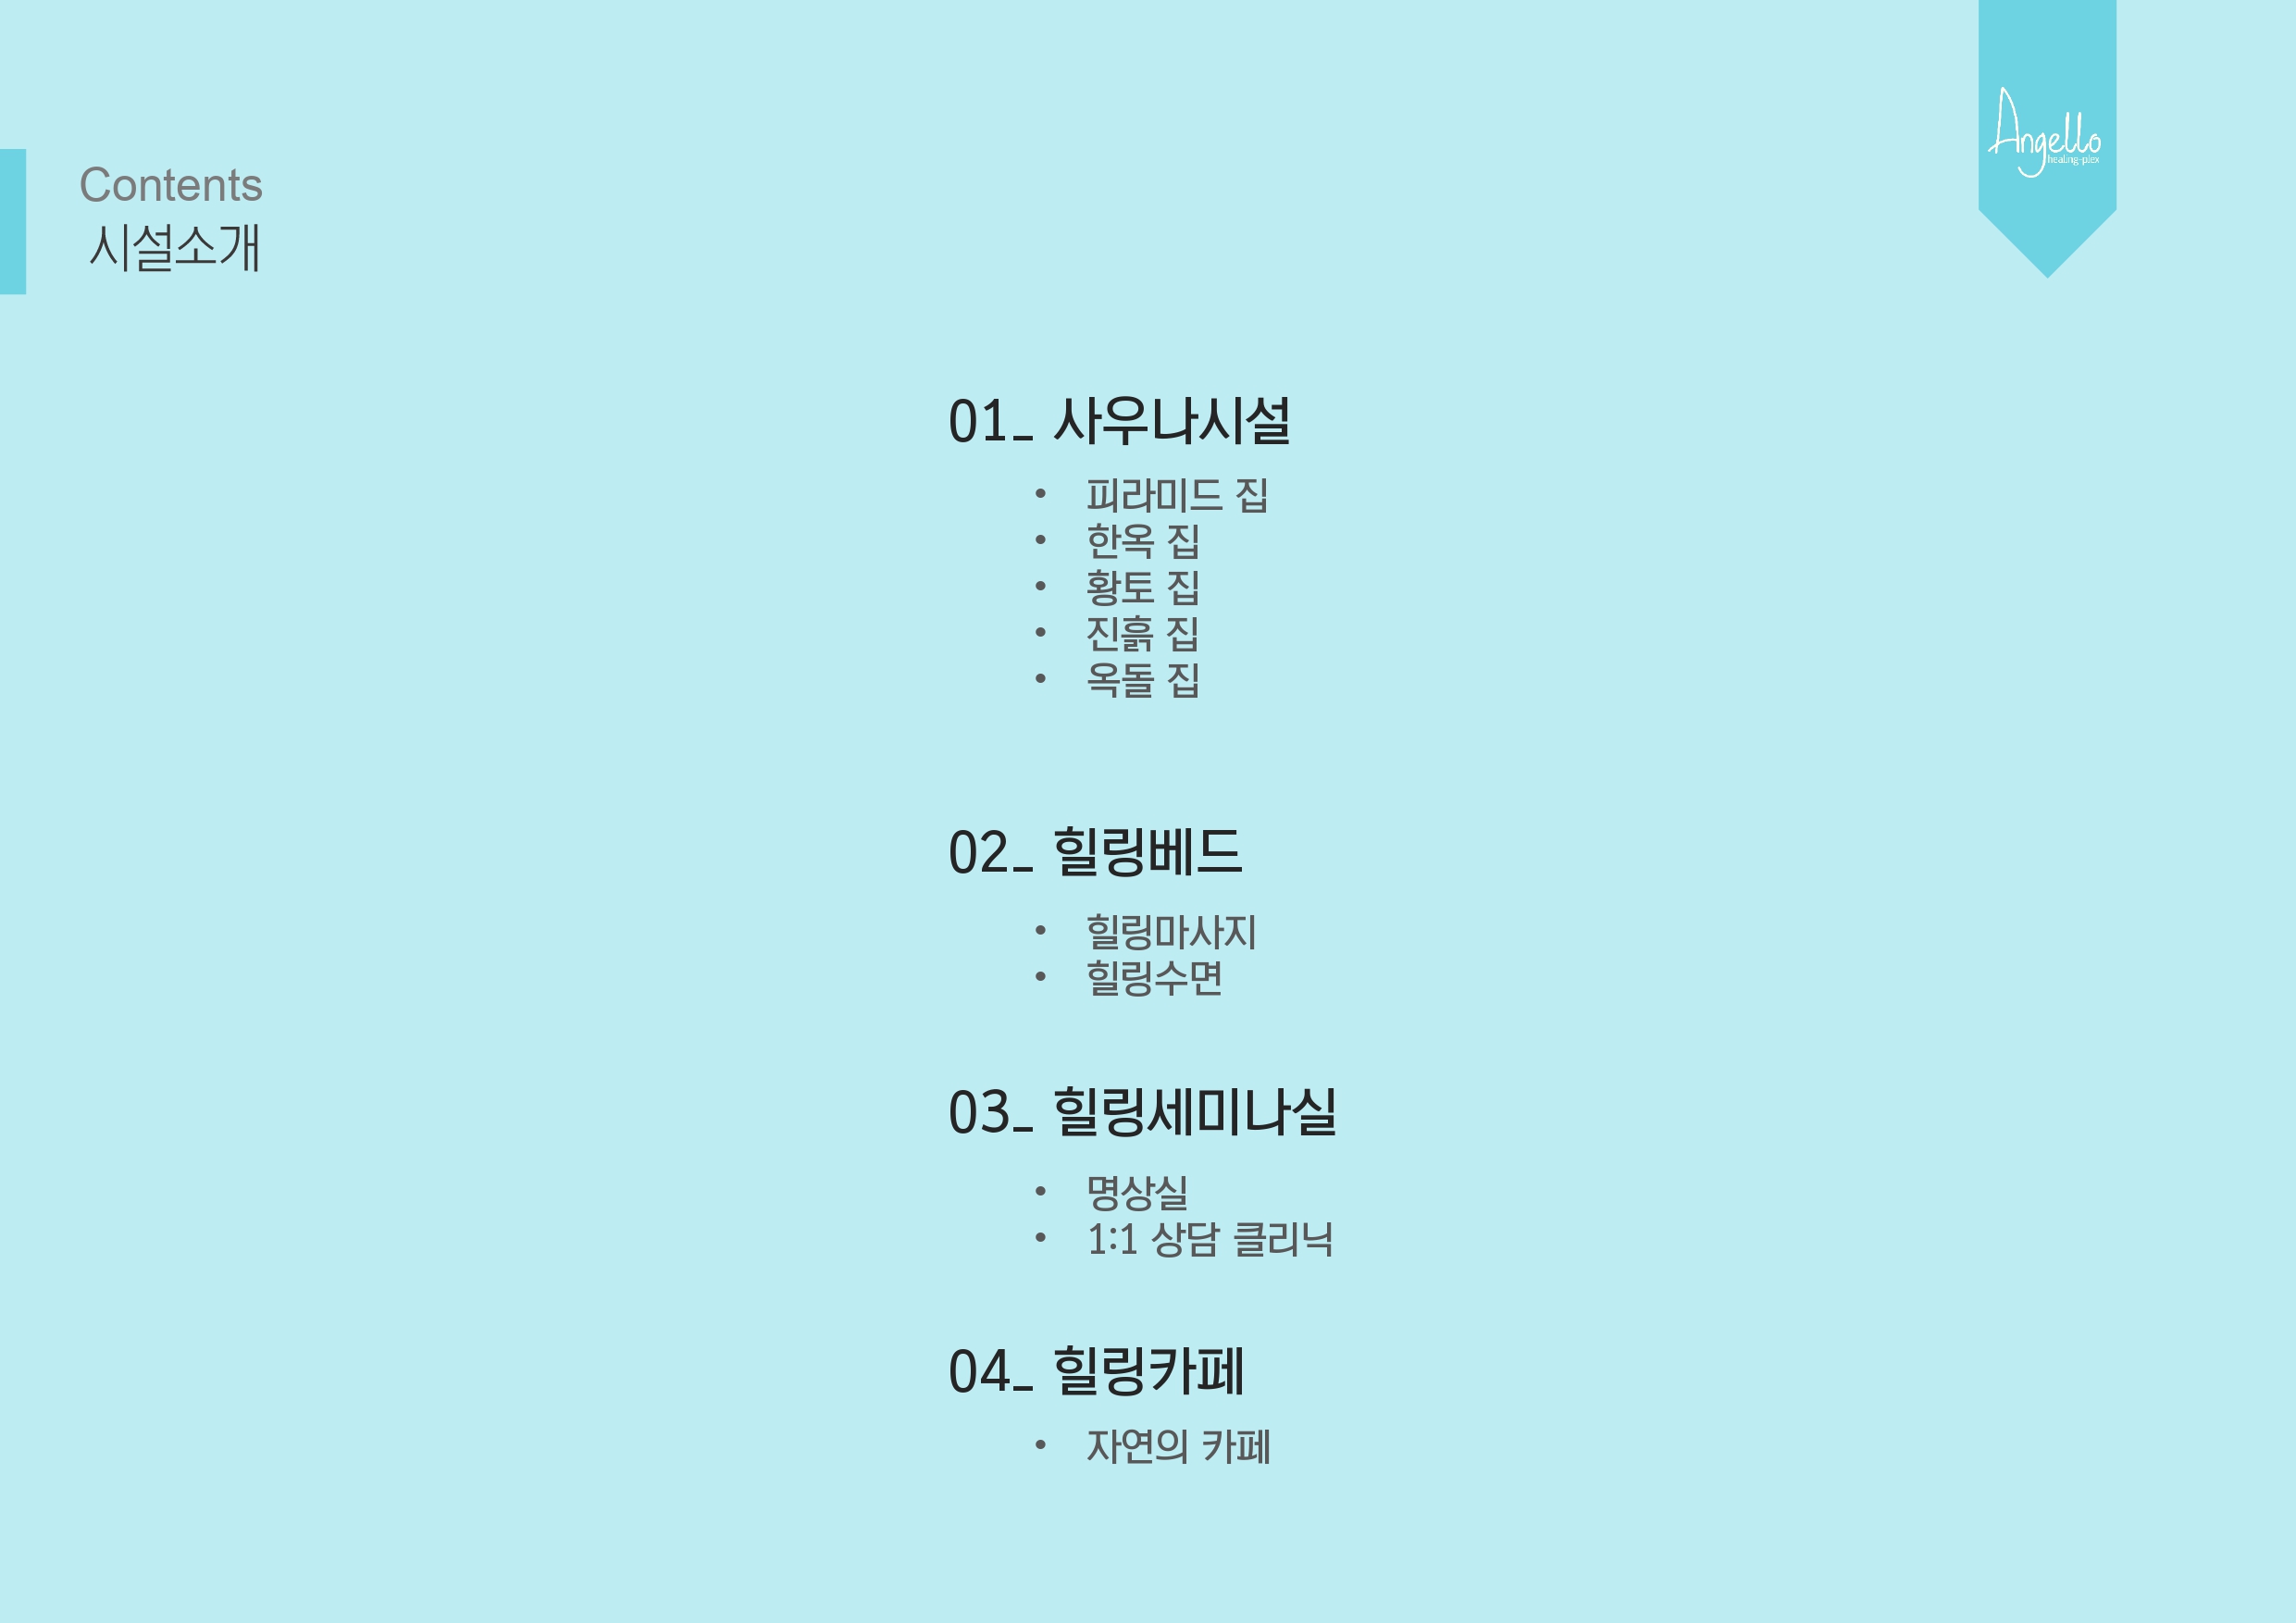 Contents
시설소개
Angello
healing-plex
01_ 사우나시설
• 피라미드 집
• 한옥 집
• 황토 집
• 진흙 집
• 옥돌 집
02_ 힐링베드
• 힐링마사지
• 힐링수면
03_ 힐링세미나실
• 명상실
• 1:1 상담 클리닉
04_ 힐링카페
• 자연의 카페